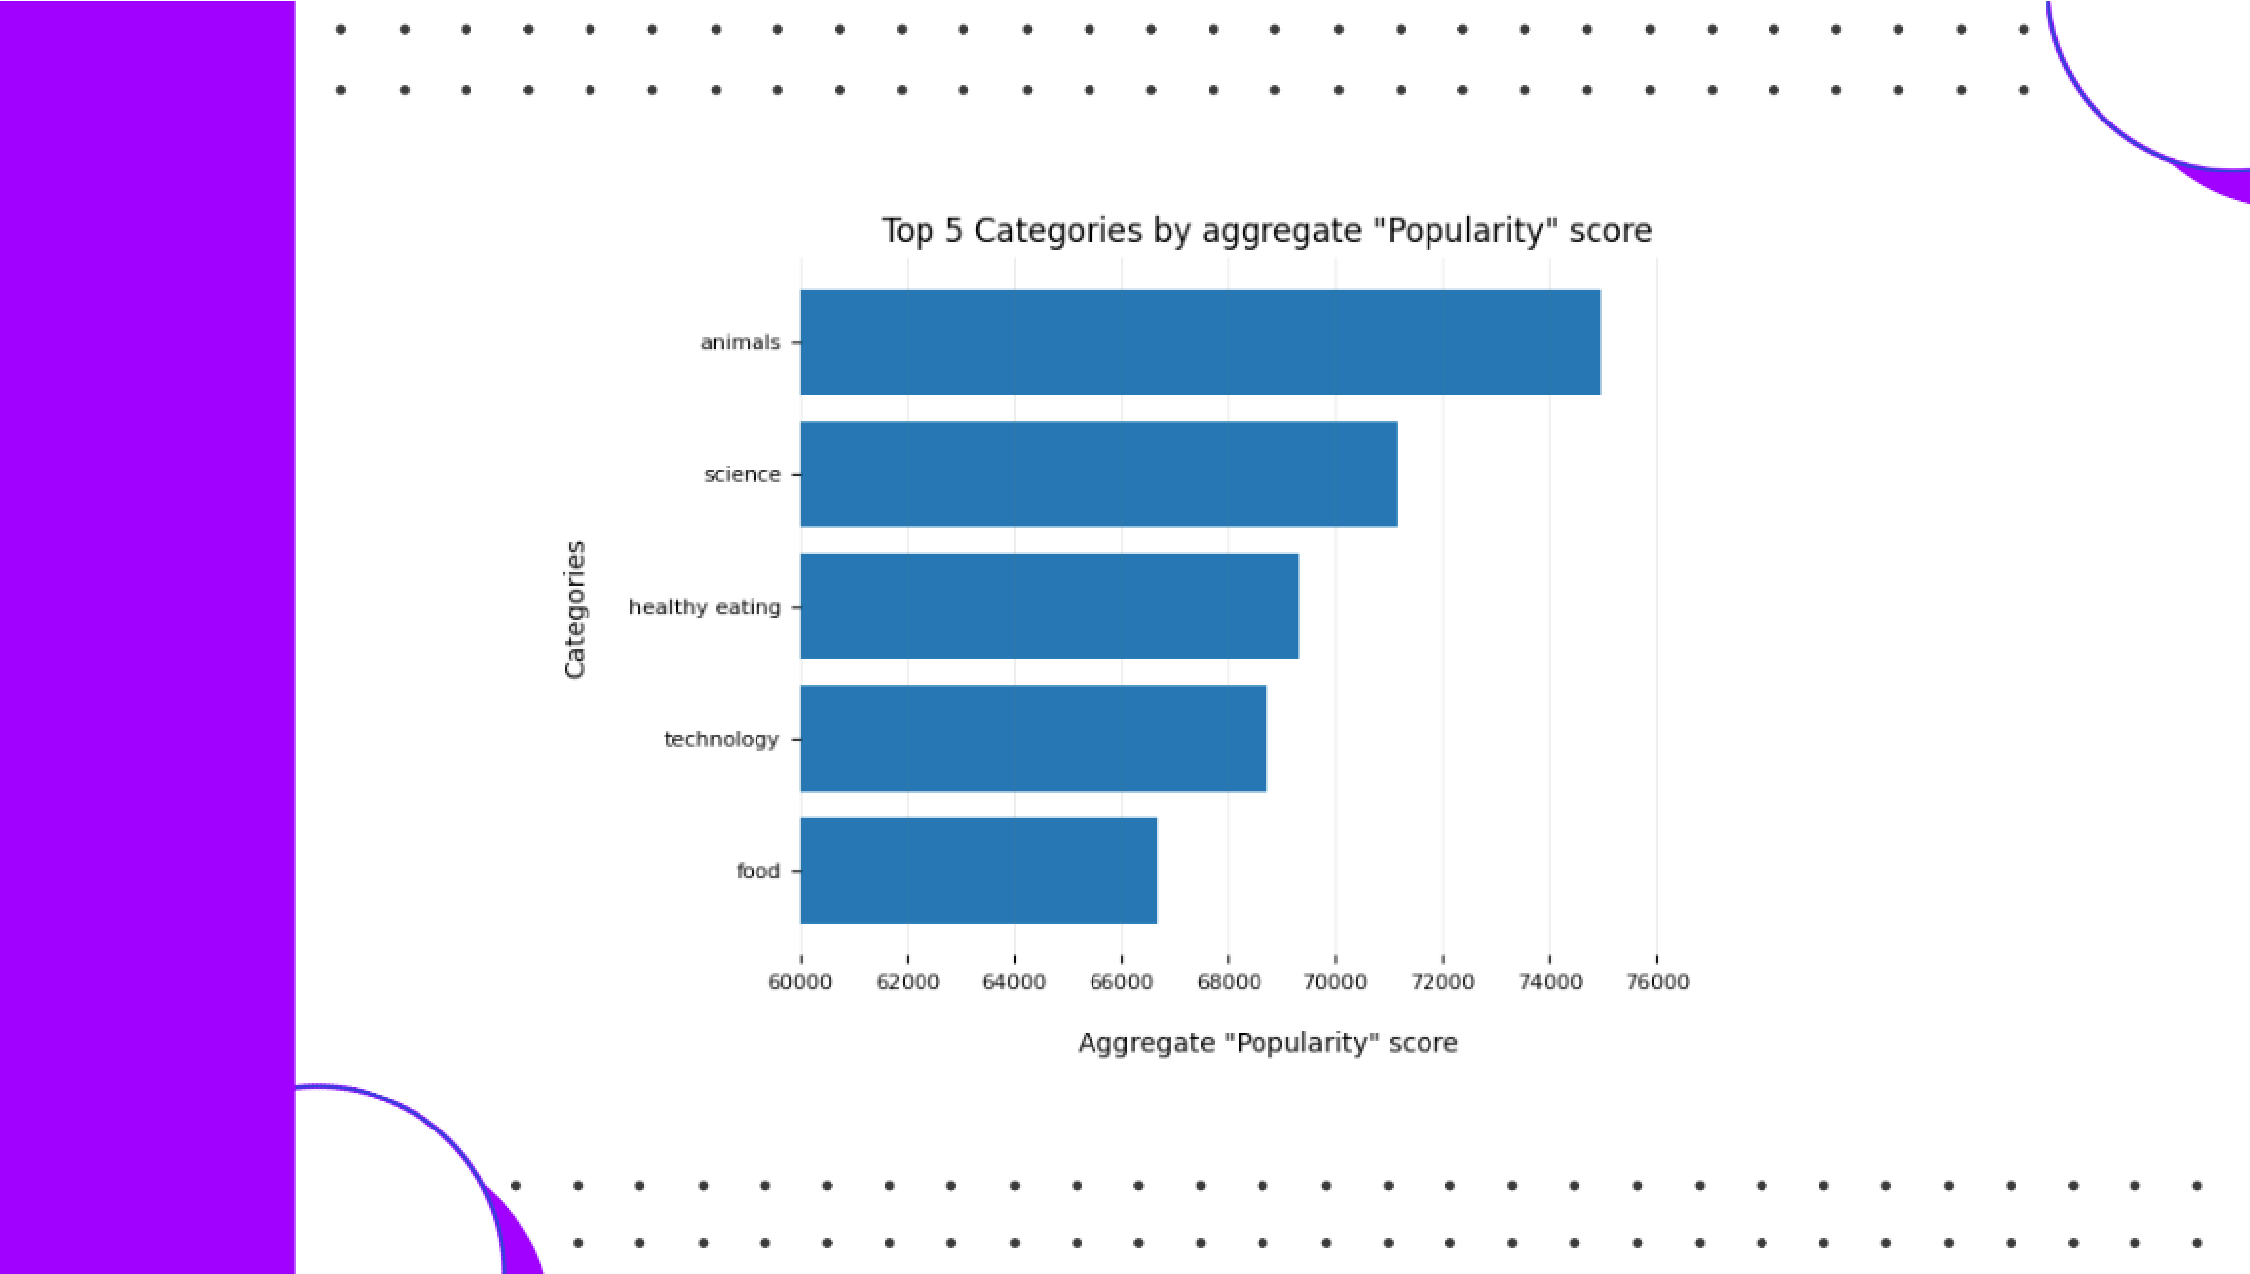 Top 5 Categories by aggregate "Popularity" score
animals
science
healthy eating
technology
food
Categories
60000 62000 64000 66000 68000 70000 72000 74000 76000
Aggregate "Popularity" score